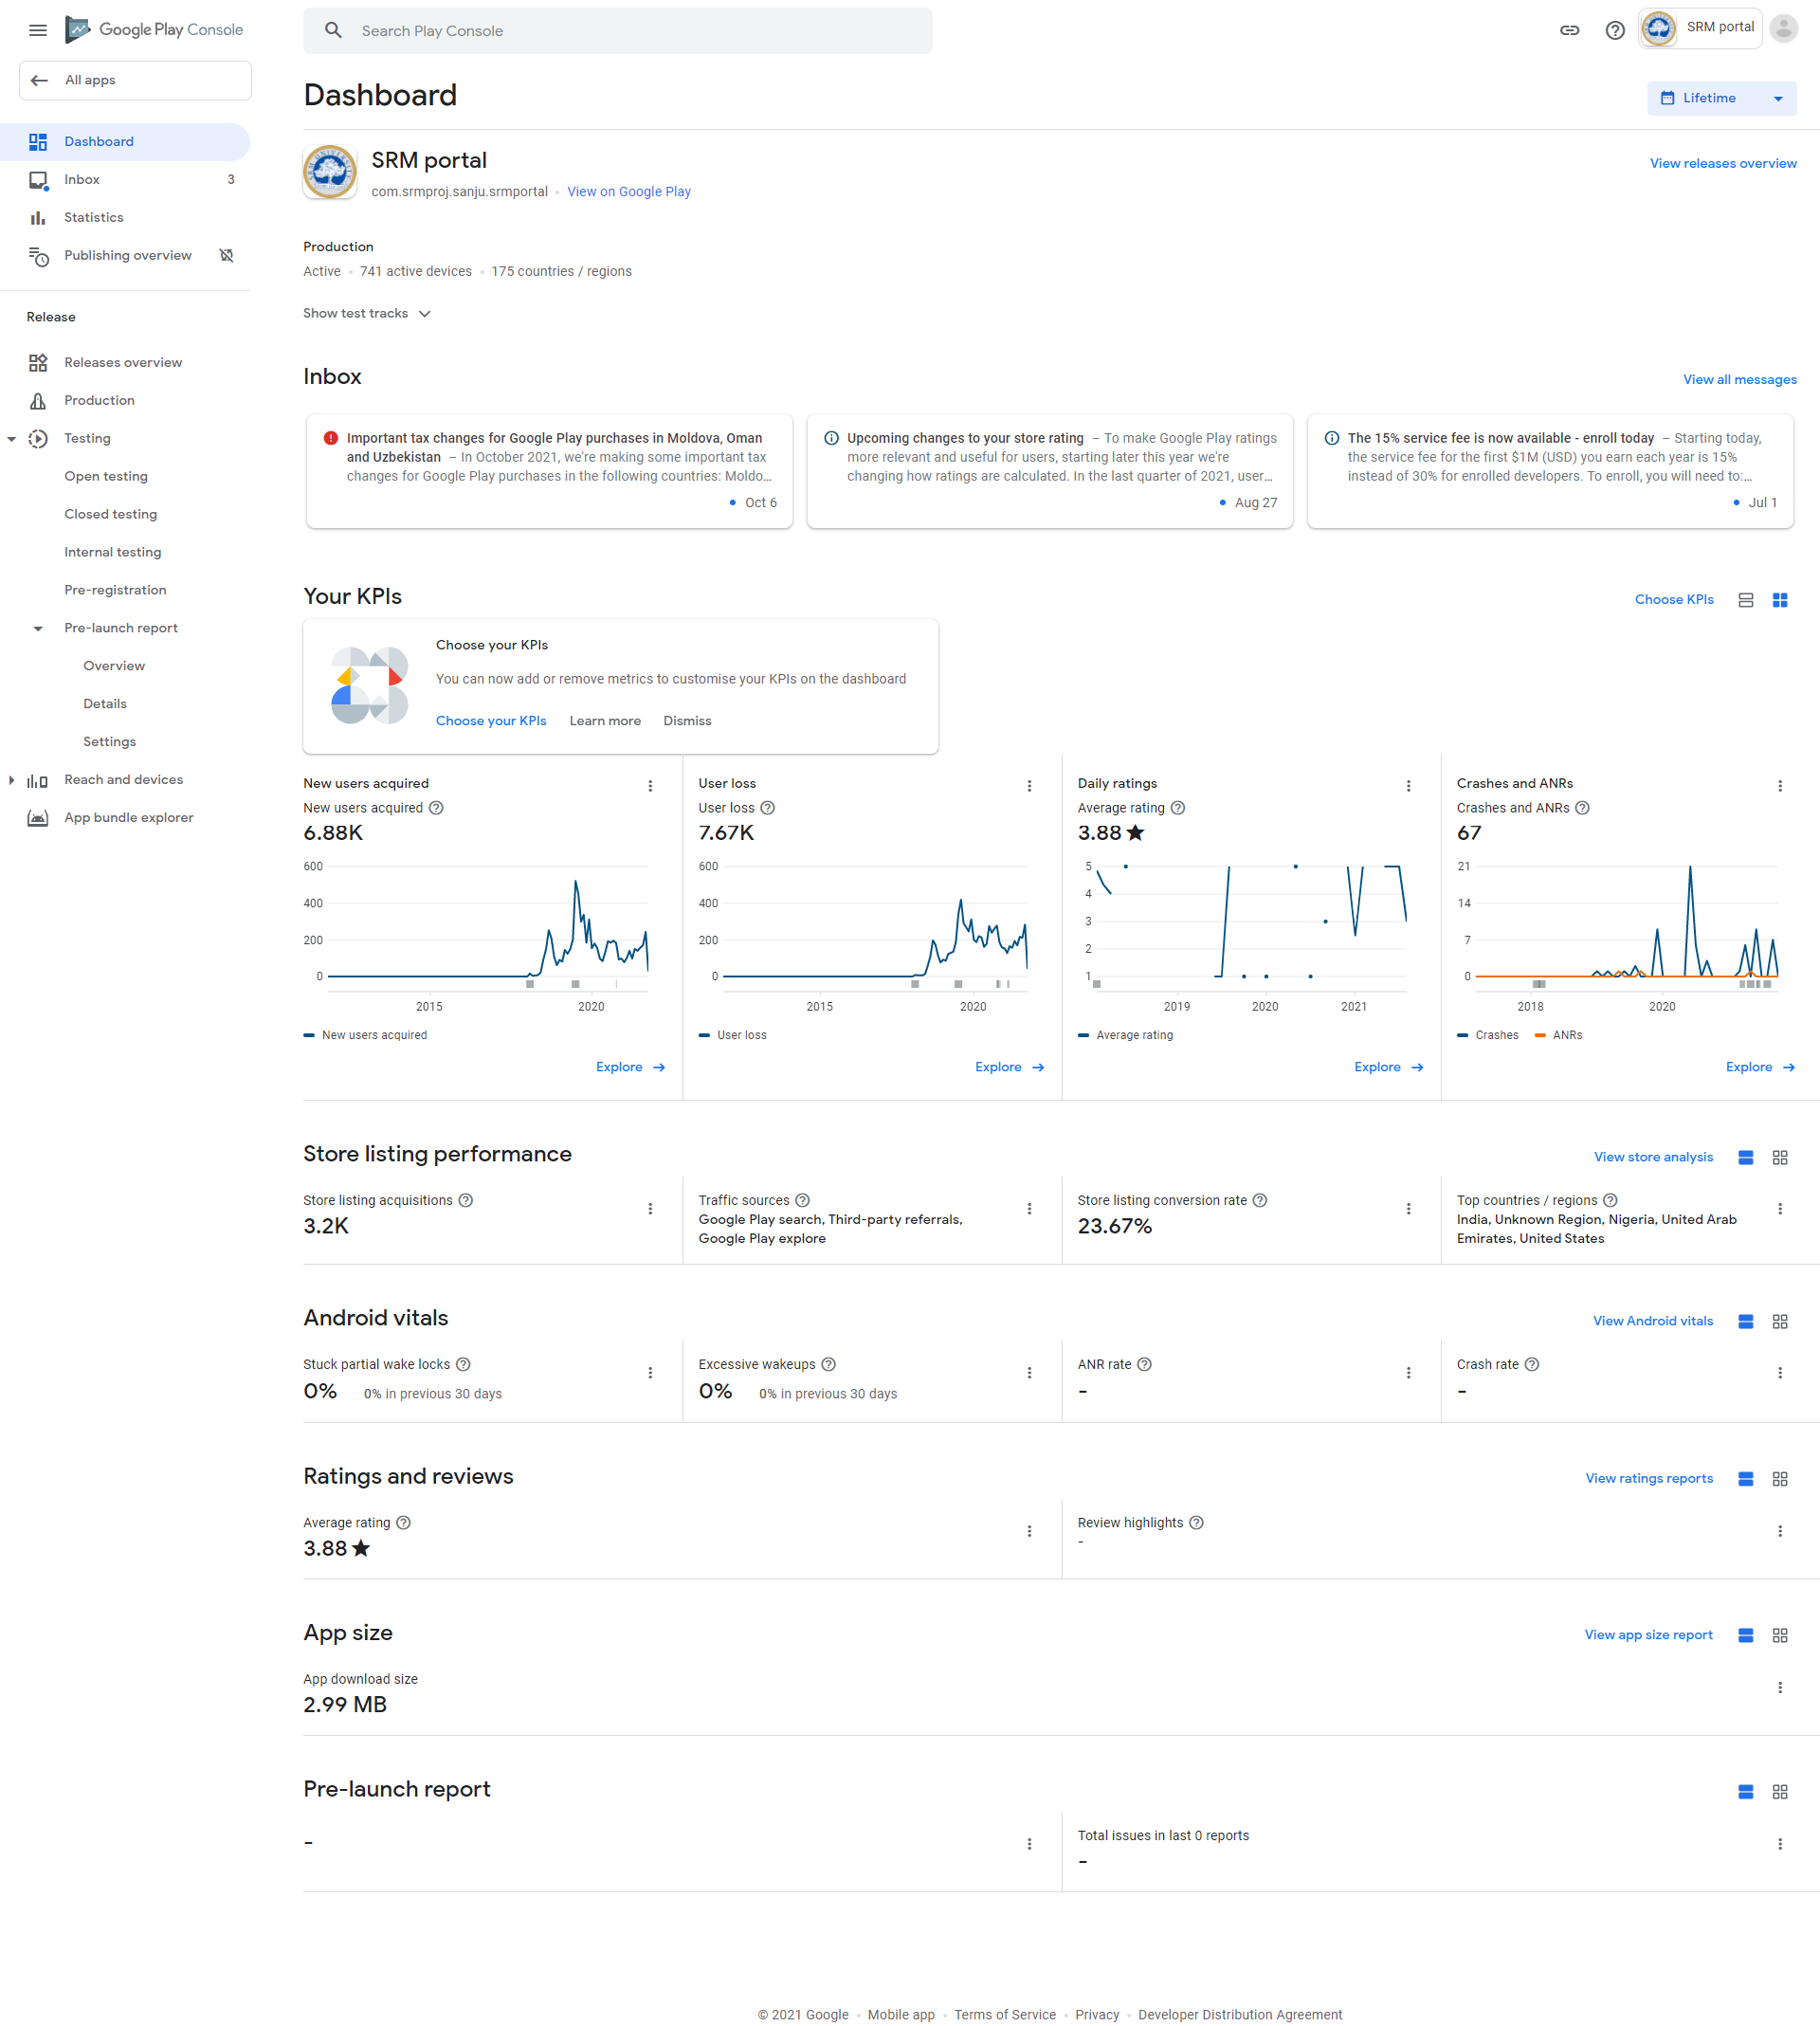 Google Play Console
Search Play Console
SRM portal
All apps
Dashboard
Inbox 3
Statistics
Publishing overview
Release
Releases overview
Production
Testing
Open testing
Closed testing
Internal testing
Pre-registration
Pre-launch report
Overview
Details
Settings
Reach and devices
App bundle explorer
Dashboard
Lifetime
SRM portal
com.srmproj.sanju.srmportal • View on Google Play
View releases overview
Production
Active • 741 active devices • 175 countries / regions
Show test tracks
Inbox
View all messages
Important tax changes for Google Play purchases in Moldova, Oman
and Uzbekistan – In October 2021, we're making some important tax
changes for Google Play purchases in the following countries: Moldo...
Oct 6
Upcoming changes to your store rating – To make Google Play ratings
more relevant and useful for users, starting later this year we're
changing how ratings are calculated. In the last quarter of 2021, user...
Aug 27
The 15% service fee is now available - enroll today – Starting today,
the service fee for the first $1M (USD) you earn each year is 15%
instead of 30% for enrolled developers. To enroll, you will need to:...
Jul 1
Your KPIs
Choose KPIs
Choose your KPIs
You can now add or remove metrics to customise your KPIs on the dashboard
Choose your KPIs Learn more Dismiss
New users acquired
New users acquired
6.88K
600
400
200
0
2015 2020
New users acquired
Explore
User loss
User loss
7.67K
600
400
200
0
2015 2020
User loss
Explore
Daily ratings
Average rating
3.88 ★
5
4
3
2
1
2019 2020 2021
Average rating
Explore
Crashes and ANRs
Crashes and ANRs
67
21
14
7
0
2018 2020
Crashes ANRs
Explore
Store listing performance
View store analysis
Store listing acquisitions
3.2K
Traffic sources
Google Play search, Third-party referrals,
Google Play explore
Store listing conversion rate
23.67%
Top countries / regions
India, Unknown Region, Nigeria, United Arab
Emirates, United States
Android vitals
View Android vitals
Stuck partial wake locks
0% 0% in previous 30 days
Excessive wakeups
0% 0% in previous 30 days
ANR rate
-
Crash rate
-
Ratings and reviews
View ratings reports
Average rating
3.88 ★
Review highlights
-
App size
View app size report
App download size
2.99 MB
Pre-launch report
-
Total issues in last 0 reports
-
© 2021 Google • Mobile app • Terms of Service • Privacy • Developer Distribution Agreement